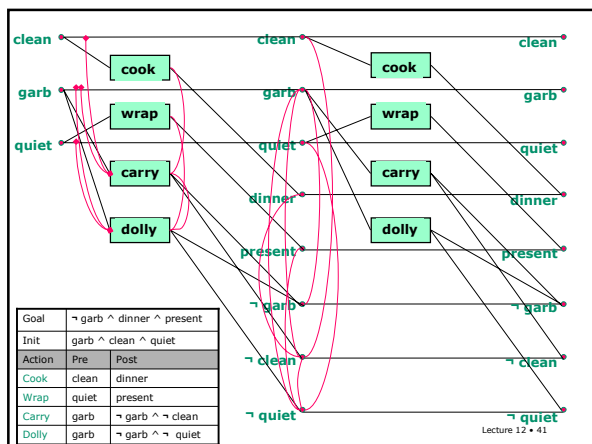 clean clean clean
cook cook
garb garb garb
wrap wrap
quiet quiet quiet
carry carry
dinner dinner
dolly dolly
present present
¬ garb ¬ garb
¬ clean ¬ clean
¬ quiet ¬ quiet
Goal ¬ garb ^ dinner ^ present
Init garb ^ clean ^ quiet
Action Pre Post
Cook clean dinner
Wrap quiet present
Carry garb ¬ garb ^ ¬ clean
Dolly garb ¬ garb ^ ¬ quiet
Lecture 12 • 41